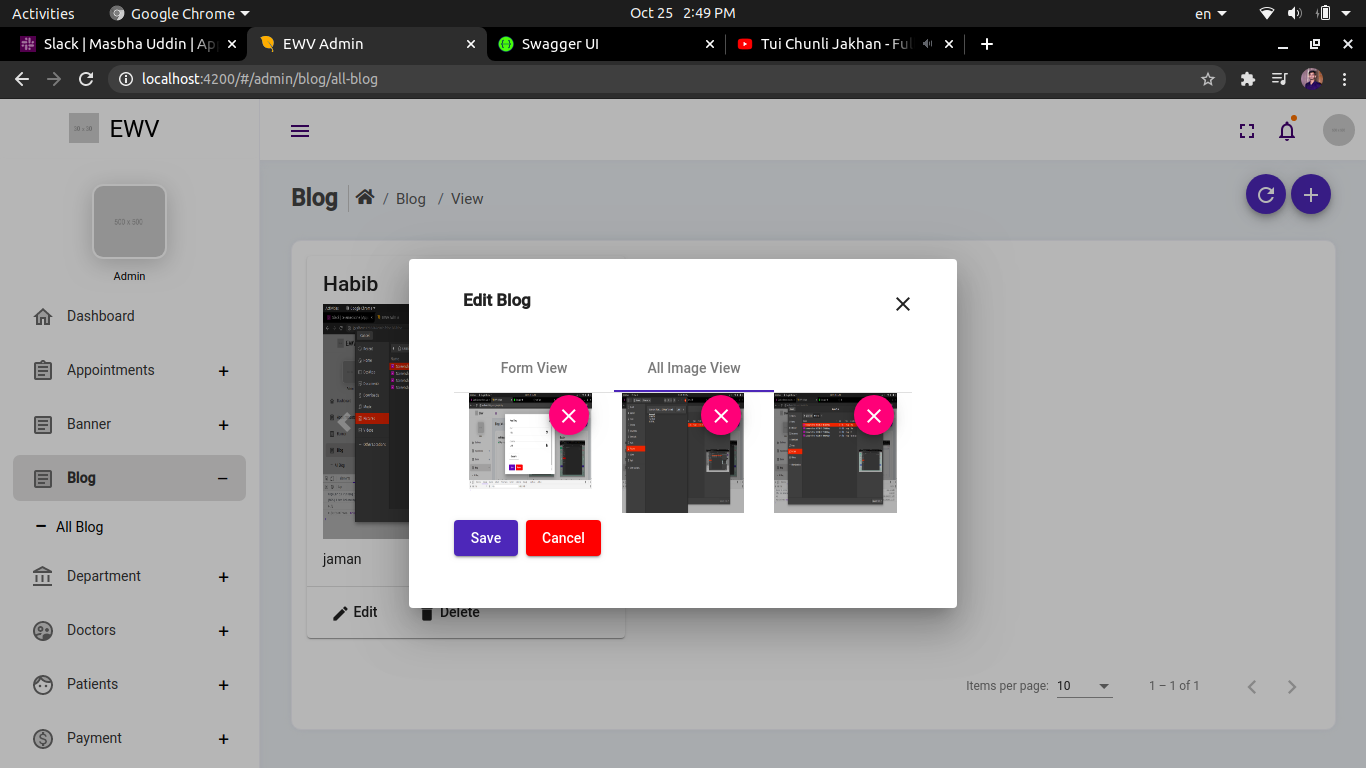 Activities Google Chrome Oct 25 2:49 PM en
Slack | Masbha Uddin | Ap EWV Admin Swagger UI Tui Chunli Jakhan - Ful
localhost:4200/#/admin/blog/all-blog
EWV
Blog / Blog / View
Admin
Habib
Edit Blog
Dashboard
Form View All Image View
Appointments +
Banner +
Blog −
− All Blog
Save Cancel
jaman
Department +
Edit Delete
Doctors +
Patients +
Items per page: 10 1 – 1 of 1
Payment +